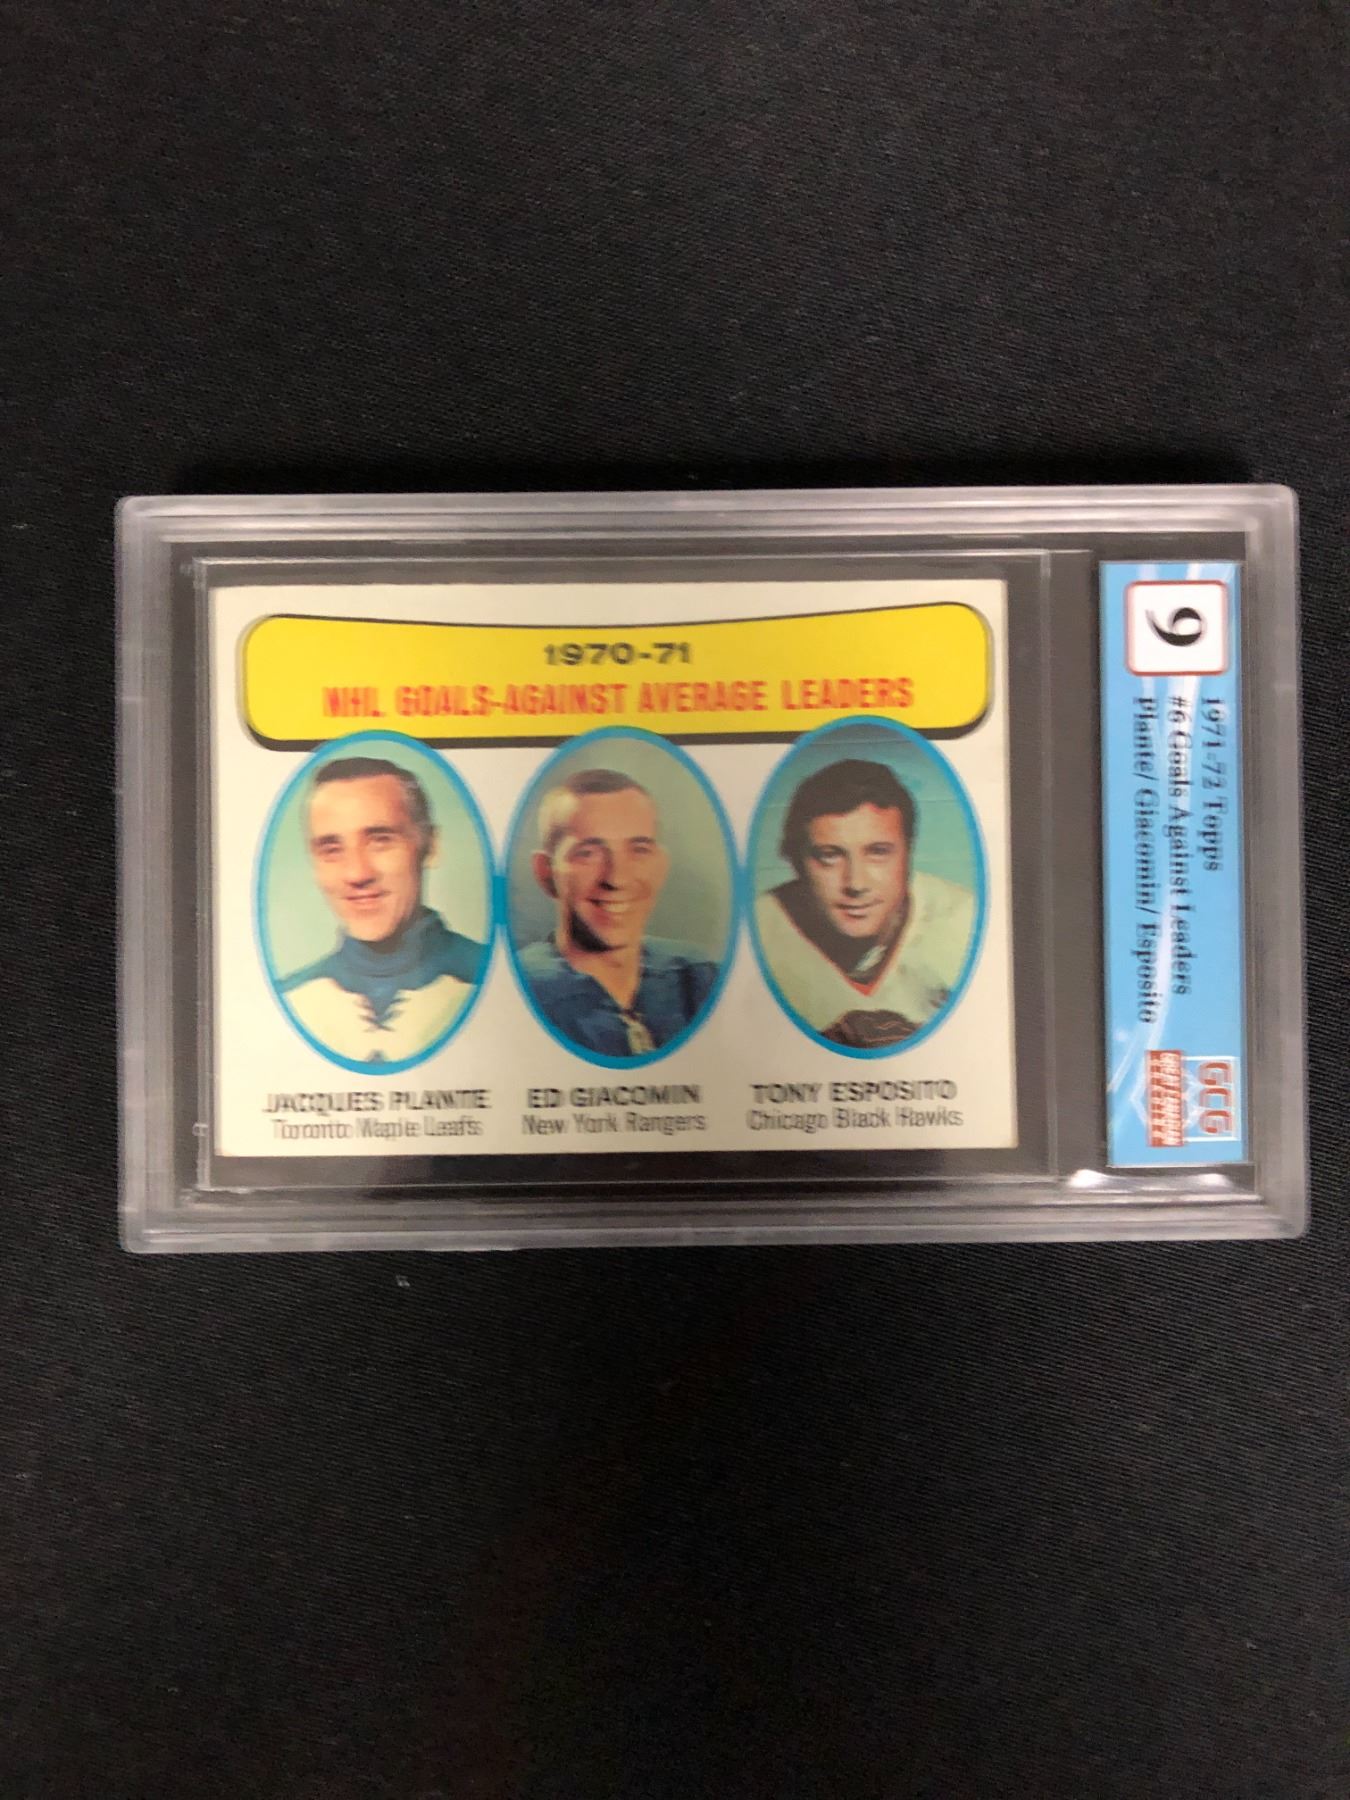 1970-71
NHL GOALS-AGAINST AVERAGE LEADERS
JACQUES PLANTE
Toronto Maple Leafs
ED GIACOMIN
New York Rangers
TONY ESPOSITO
Chicago Black Hawks
9
1971-72 Topps
#6 Goals Against Leaders
Plante/ Giacomin/ Esposito
GCG